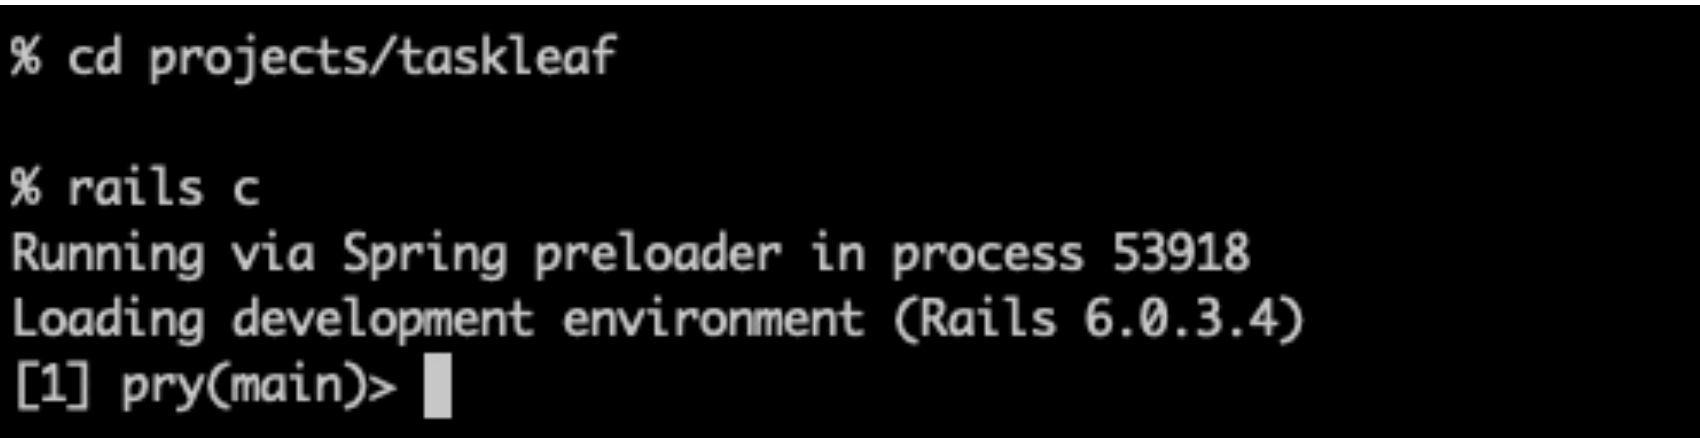 % cd projects/taskleaf
% rails c
Running via Spring preloader in process 53918
Loading development environment (Rails 6.0.3.4)
[1] pry(main)>